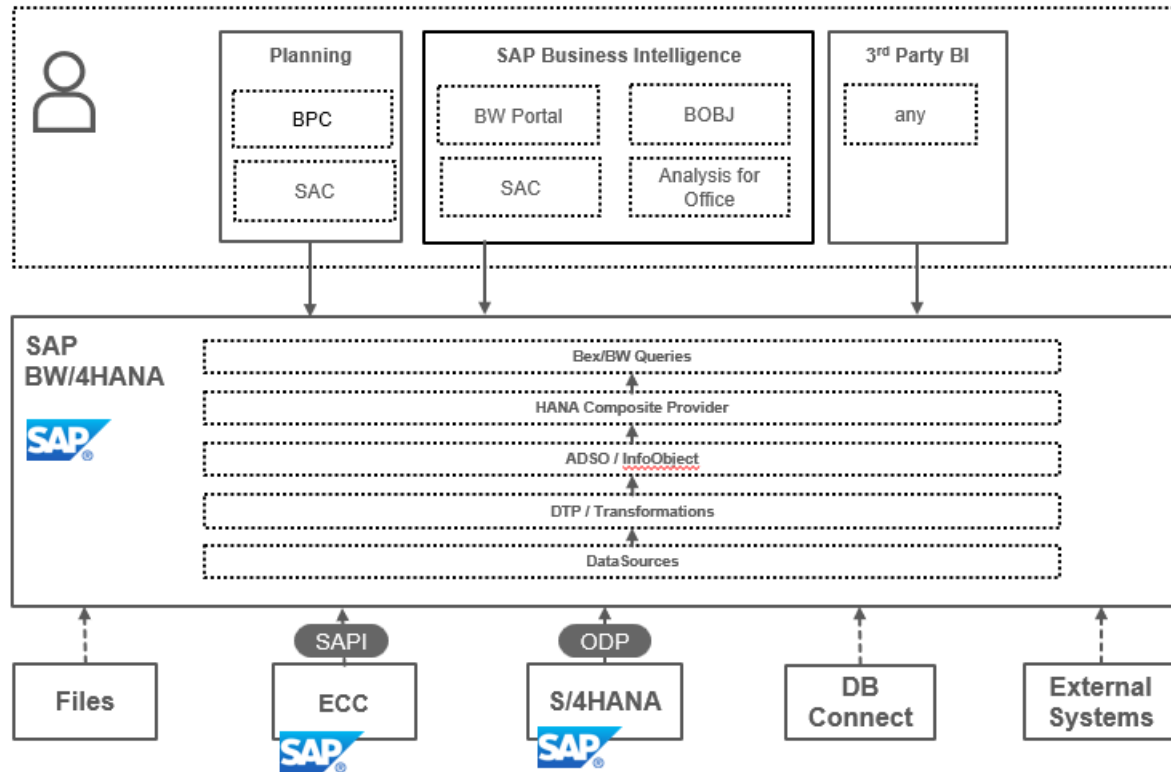 Planning
BPC
SAC
SAP Business Intelligence
BW Portal
BOBJ
SAC
Analysis for
Office
3rd Party BI
any
SAP
BW/4HANA
SAP®
Bex/BW Queries
HANA Composite Provider
ADSO / InfoObject
DTP / Transformations
DataSources
SAPI
ODP
Files
ECC
SAP®
S/4HANA
SAP®
DB
Connect
External
Systems